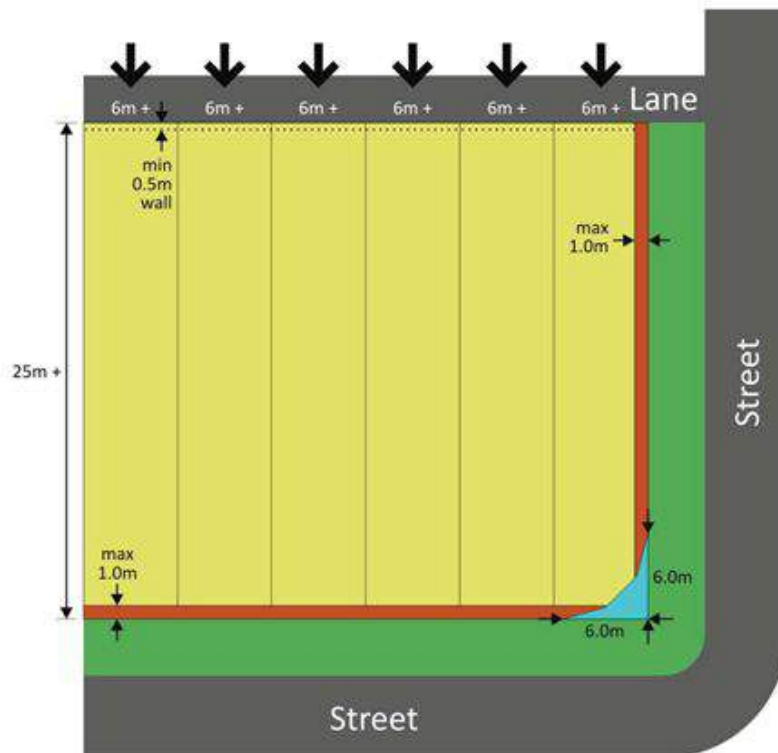 6m +
6m +
6m +
6m +
6m +
6m +
Lane
min
0.5m
wall
max
1.0m
25m +
Street
max
1.0m
6.0m
6.0m
Street